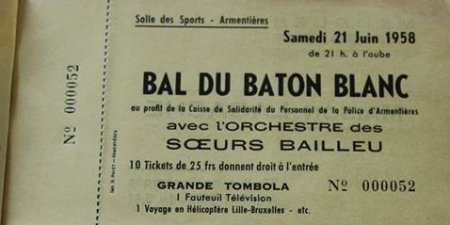 Nº 000052
Salle des Sports - Armentières
Samedi 21 Juin 1958
de 21 h. à l'aube
BAL DU BATON BLANC
au profit de la Caisse de Solidarité du Personnel de la Police d'Armentières
avec l'ORCHESTRE des
SŒURS BAILLEU
10 Tickets de 25 frs donnent droit à l'entrée
GRANDE TOMBOLA
Nº 000052
1 Fouteuil Télévision
1 Voyage en Hélicoptère Lille-Bruxelles - etc.